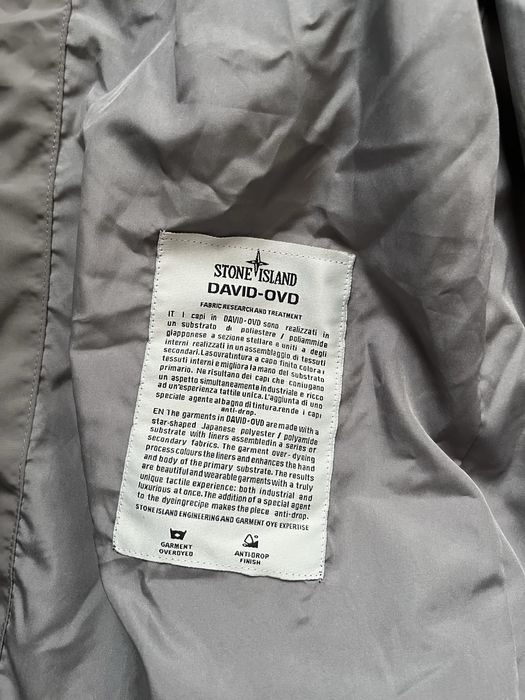 STONE ISLAND
DAVID-OVD
FABRIC RESEARCH AND TREATMENT
IT I capi in DAVID-OVD sono realizzati in
un substrato di poliestere / poliammide
giapponese a sezione stellare e uniti a degli
interni realizzati in un assemblaggio di tessuti
secondari. La sovratintura a capo finito colora i
tessuti interni e migliora la mano del substrato
primario. Ne risultano dei capi che coniugano
un aspetto simultaneamente industriale e ricco
ad un'esperienza tattile unica. L'aggiunta di uno
speciale agente al bagno di tintura.rende i capi
anti-drop.
EN The garments in DAVID-OVD are made with a
star-shaped Japanese polyester / polyamide
substrate with liners assembledin a series or
secondary fabrics. The garment over-dyeing
process colours the liners and enhances the hand
and body of the primary substrate. The results
are beautiful and wearable garments with a truly
unique tactile experience: both industrial and
luxurious at once. The addition of a special agent
to the dyeingrecipe makes the piece anti-drop.
STONE ISLAND ENGINEERING AND GARMENT OYE EXPERTISE
GARMENT
OVERDYED
ANTIDROP
FINISH